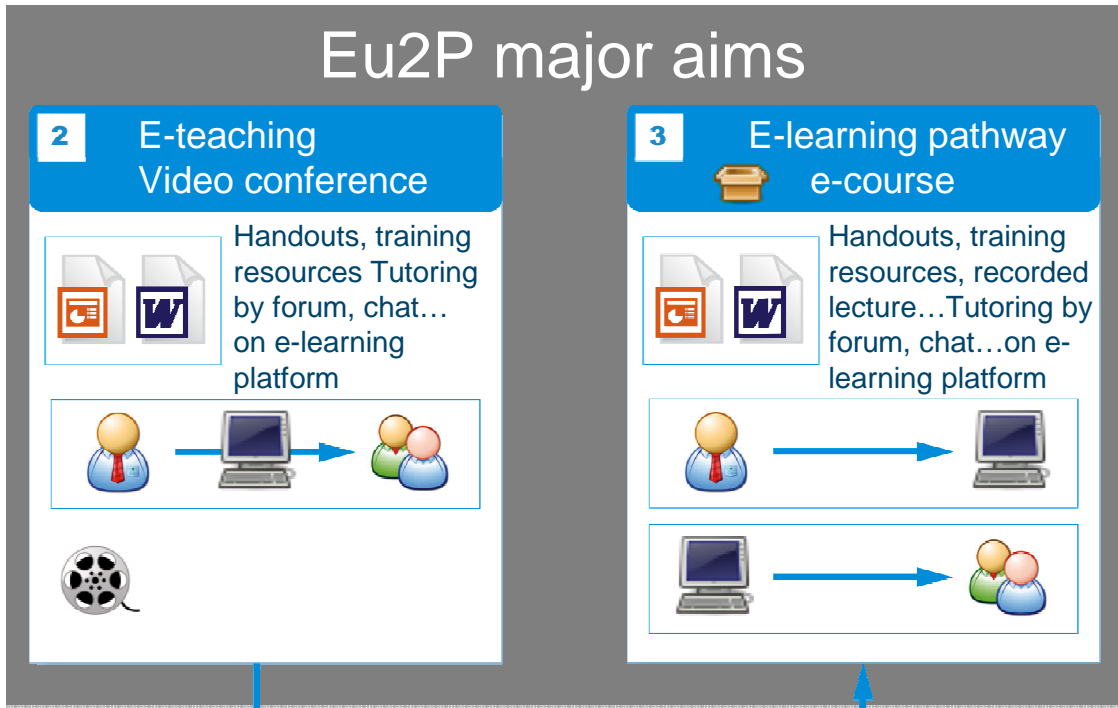 Eu2P major aims
2
E-teaching
Video conference
Handouts, training
resources Tutoring
by forum, chat…
on e-learning
platform
W
3
E-learning pathway
e-course
Handouts, training
resources, recorded
lecture…Tutoring by
forum, chat…on e-
learning platform
W